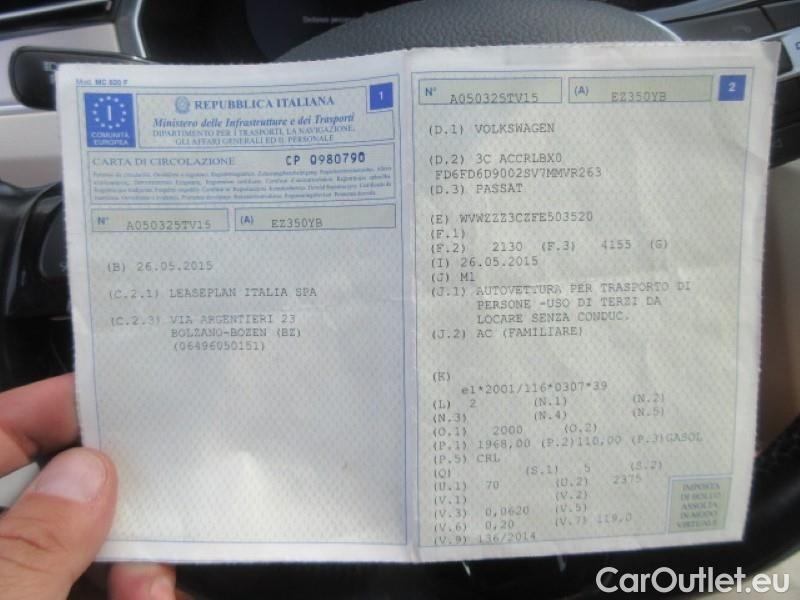 Mod. MC 820 F
1
I
COMUNITÀ
EUROPEA
REPUBBLICA ITALIANA
Ministero delle Infrastrutture e dei Trasporti
DIPARTIMENTO PER I TRASPORTI, LA NAVIGAZIONE,
GLI AFFARI GENERALI ED IL PERSONALE
CARTA DI CIRCOLAZIONE CP 0980790
N° A050325TV15 (A) EZ350YB
(B) 26.05.2015
(C.2.1) LEASEPLAN ITALIA SPA
(C.2.3) VIA ARGENTIERI 23
BOLZANO-BOZEN (BZ)
(06496050151)
N° A050325TV15 (A) EZ350YB 2
(D.1) VOLKSWAGEN
(D.2) 3C ACCRLBX0
FD6FD6D9002SV7MMVR263
(D.3) PASSAT
(E) WVWZZZ3CZFE503520
(F.1)
(F.2) 2130 (F.3) 4155 (G)
(I) 26.05.2015
(J) M1
(J.1) AUTOVETTURA PER TRASPORTO DI
PERSONE -USO DI TERZI DA
LOCARE SENZA CONDUC.
(J.2) AC (FAMILIARE)
(K)
e1*2001/116*0307*39
(L) 2 (N.1) (N.2)
(N.3) (N.4) (N.5)
(O.1) 2000 (O.2)
(P.1) 1968,00 (P.2)110,00 (P.3)GASOL
(P.5) CRL
(Q) (S.1) 5 (S.2)
(U.1) 70 (U.2) 2375
(V.1) (V.2)
(V.3) 0,0620 (V.5)
(V.6) 0,20 (V.7) 119,0
(V.9) 136/2014
IMPOSTA
DI BOLLO
ASSOLTA
IN MODO
VIRTUALE
CarOutlet.eu